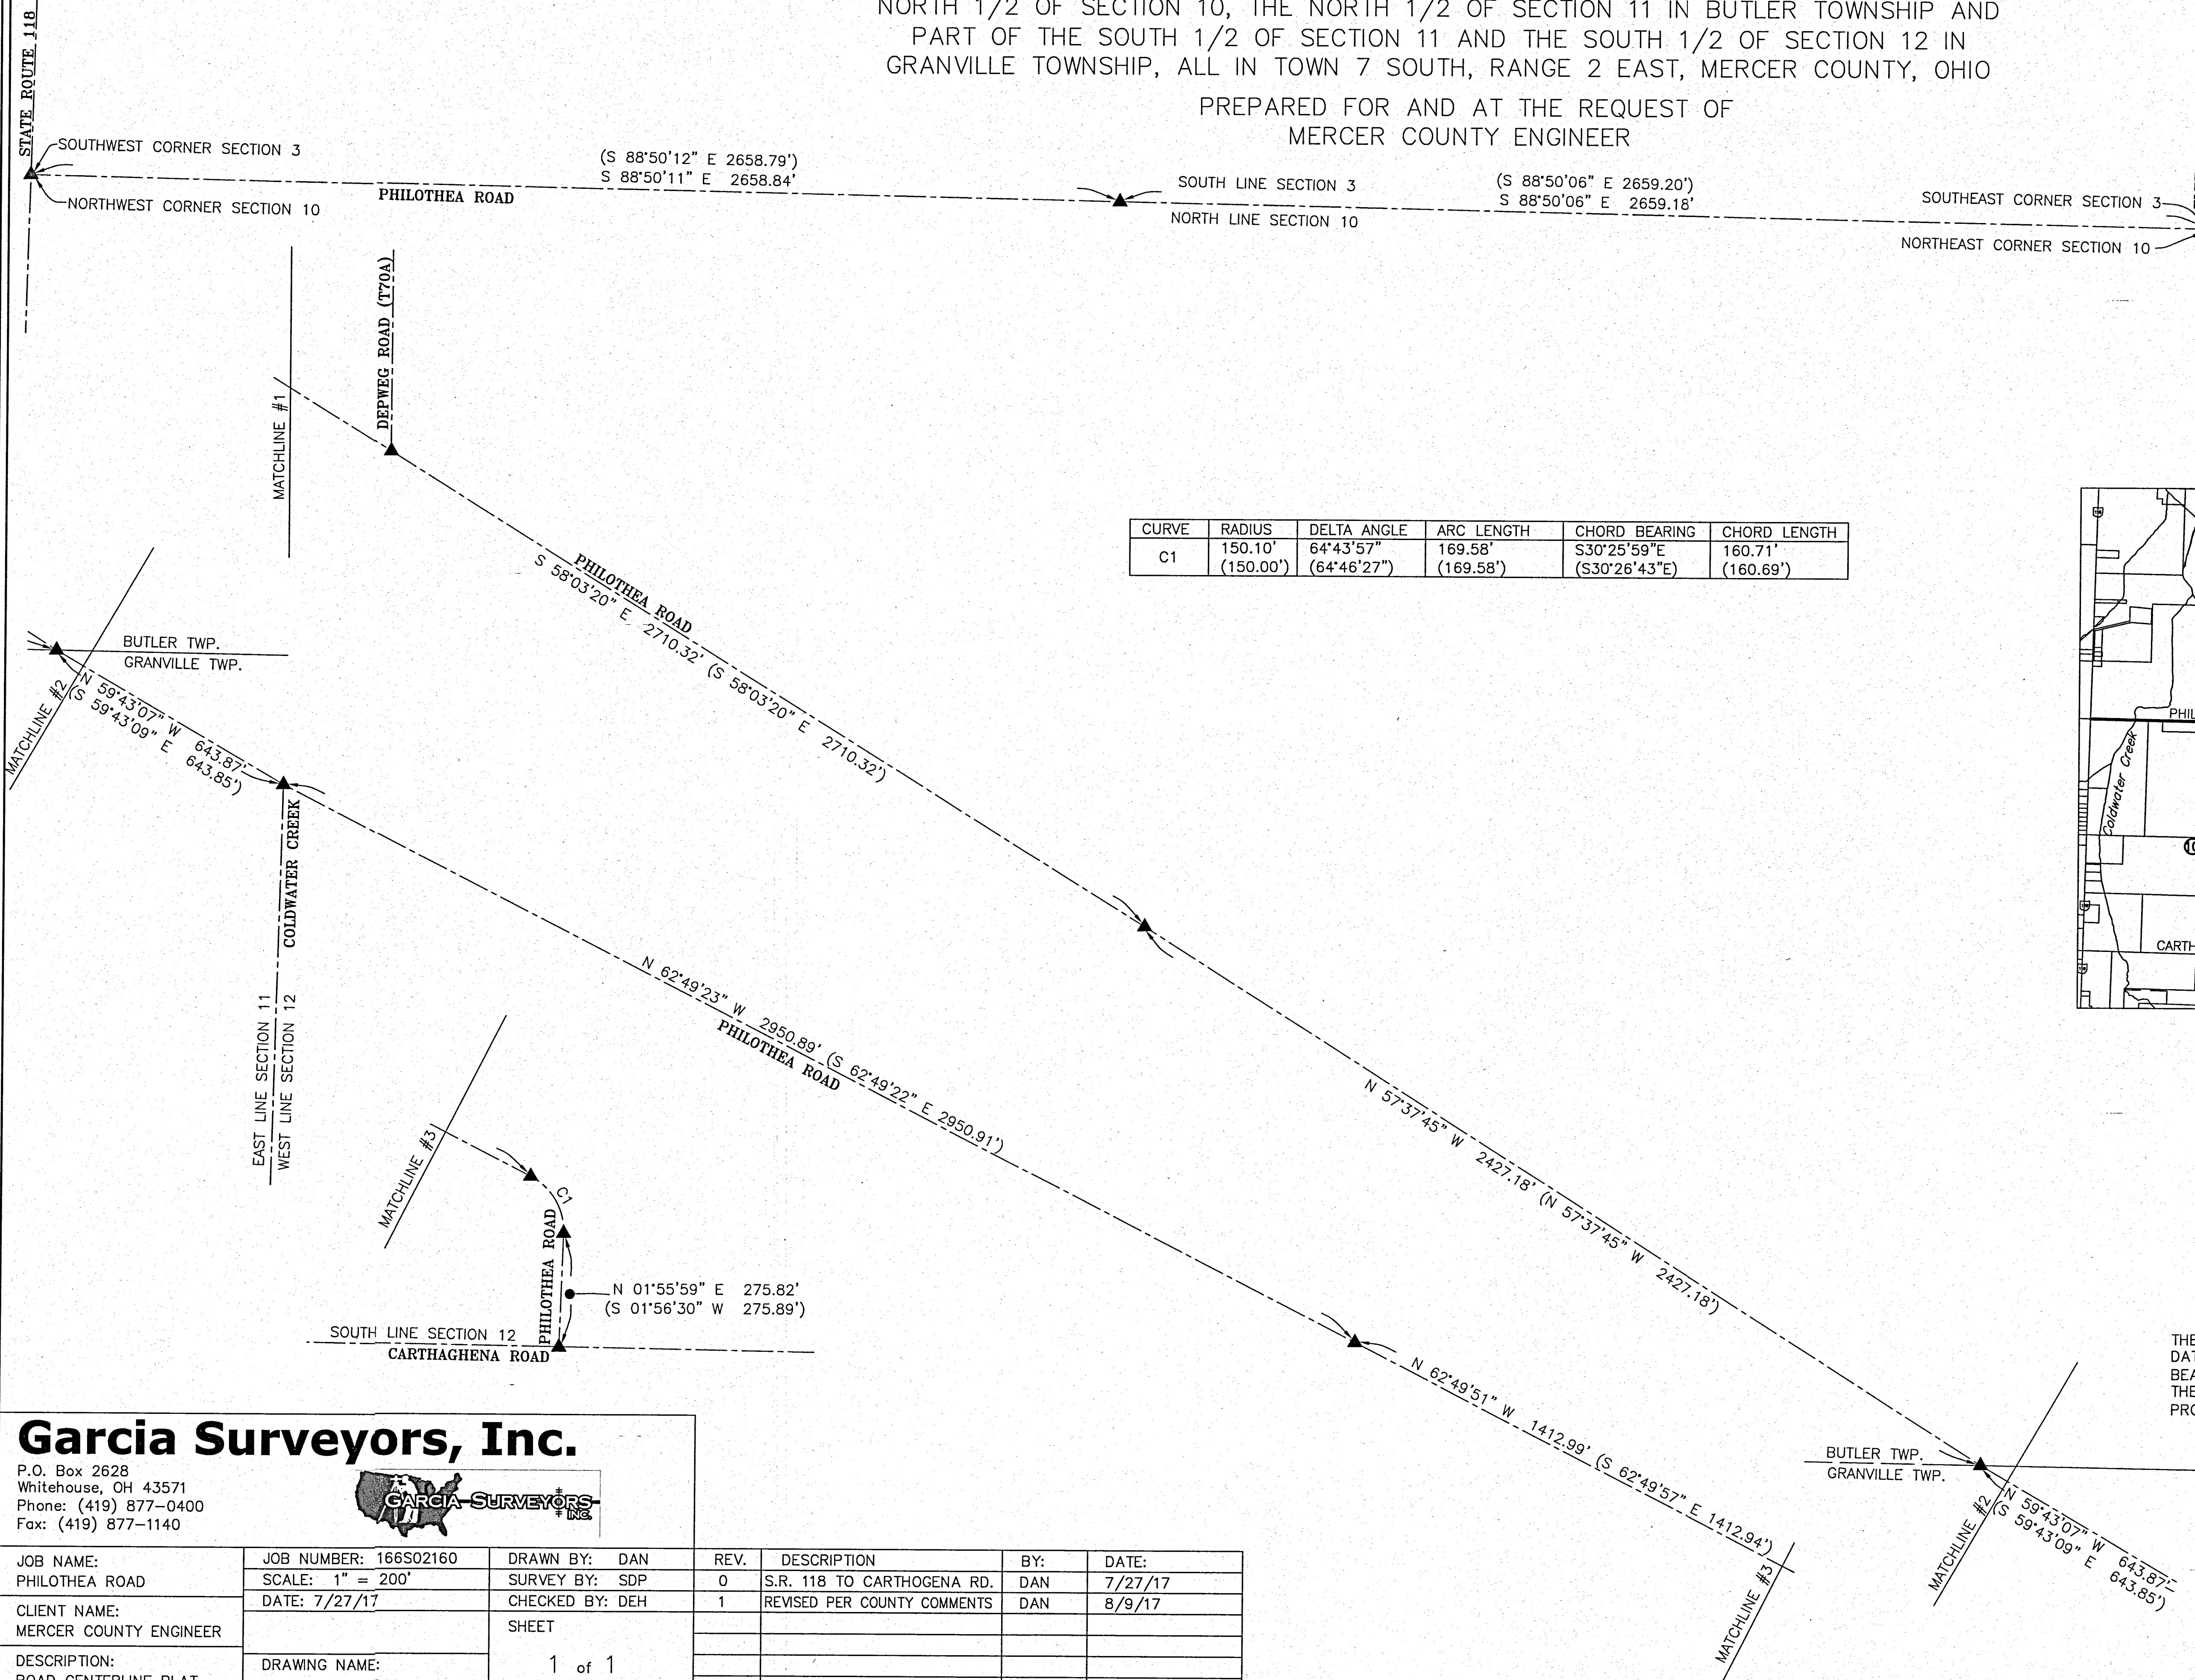 NORTH 1/2 OF SECTION 10, THE NORTH 1/2 OF SECTION 11 IN BUTLER TOWNSHIP AND
PART OF THE SOUTH 1/2 OF SECTION 11 AND THE SOUTH 1/2 OF SECTION 12 IN
GRANVILLE TOWNSHIP, ALL IN TOWN 7 SOUTH, RANGE 2 EAST, MERCER COUNTY, OHIO
PREPARED FOR AND AT THE REQUEST OF
MERCER COUNTY ENGINEER
STATE ROUTE 118
SOUTHWEST CORNER SECTION 3
NORTHWEST CORNER SECTION 10
(S 88°50'12" E 2658.79')
S 88°50'11" E 2658.84'
PHILOTHEA ROAD
SOUTH LINE SECTION 3
NORTH LINE SECTION 10
(S 88°50'06" E 2659.20')
S 88°50'06" E 2659.18'
SOUTHEAST CORNER SECTION 3
NORTHEAST CORNER SECTION 10
MATCHLINE #1
DEPWEG ROAD (T70A)
PHILOTHEA ROAD
S 58°03'20" E 2710.32' (S 58°03'20" E 2710.32')
CURVE RADIUS DELTA ANGLE ARC LENGTH CHORD BEARING CHORD LENGTH
C1 150.10' 64°43'57" 169.58' S30°25'59"E 160.71'
(150.00') (64°46'27") (169.58') (S30°26'43"E) (160.69')
BUTLER TWP.
GRANVILLE TWP.
MATCHLINE #2
N 59°43'07" W 643.87'
(S 59°43'09" E 643.85')
COLDWATER CREEK
EAST LINE SECTION 11
WEST LINE SECTION 12
N 62°49'23" W 2950.89' (S 62°49'22" E 2950.91')
PHILOTHEA ROAD
N 57°37'45" W 2427.18' (N 57°37'45" W 2427.18')
MATCHLINE #3
C1
PHILOTHEA ROAD
N 01°55'59" E 275.82'
(S 01°56'30" W 275.89')
SOUTH LINE SECTION 12
CARTHAGHENA ROAD
N 62°49'51" W 1412.99' (S 62°49'57" E 1412.94')
MATCHLINE #3
BUTLER TWP.
GRANVILLE TWP.
MATCHLINE #2
N 59°43'07" W 643.87'
(S 59°43'09" E 643.85')
PHIL
Coldwater Creek
CARTH
THE
DAT
BEA
THE
PRO
Garcia Surveyors, Inc.
P.O. Box 2628
Whitehouse, OH 43571
Phone: (419) 877-0400
Fax: (419) 877-1140
GARCIA SURVEYORS INC.
JOB NAME:
PHILOTHEA ROAD
CLIENT NAME:
MERCER COUNTY ENGINEER
DESCRIPTION:
ROAD CENTERLINE PLAT
JOB NUMBER: 166S02160
SCALE: 1" = 200'
DATE: 7/27/17
DRAWING NAME:
DRAWN BY: DAN
SURVEY BY: SDP
CHECKED BY: DEH
SHEET
1 of 1
REV. DESCRIPTION BY: DATE:
0 S.R. 118 TO CARTHOGENA RD. DAN 7/27/17
1 REVISED PER COUNTY COMMENTS DAN 8/9/17